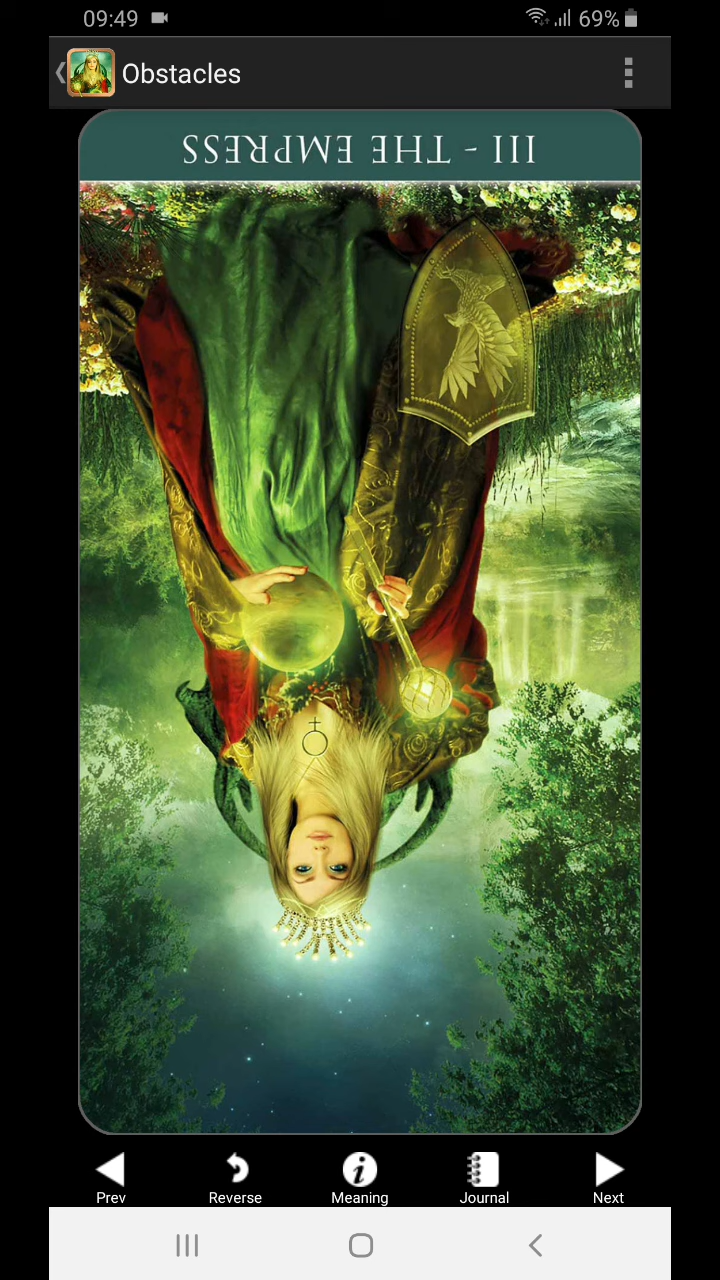 09:49
69%
Obstacles
III - THE EMPRESS
Prev
Reverse
Meaning
Journal
Next